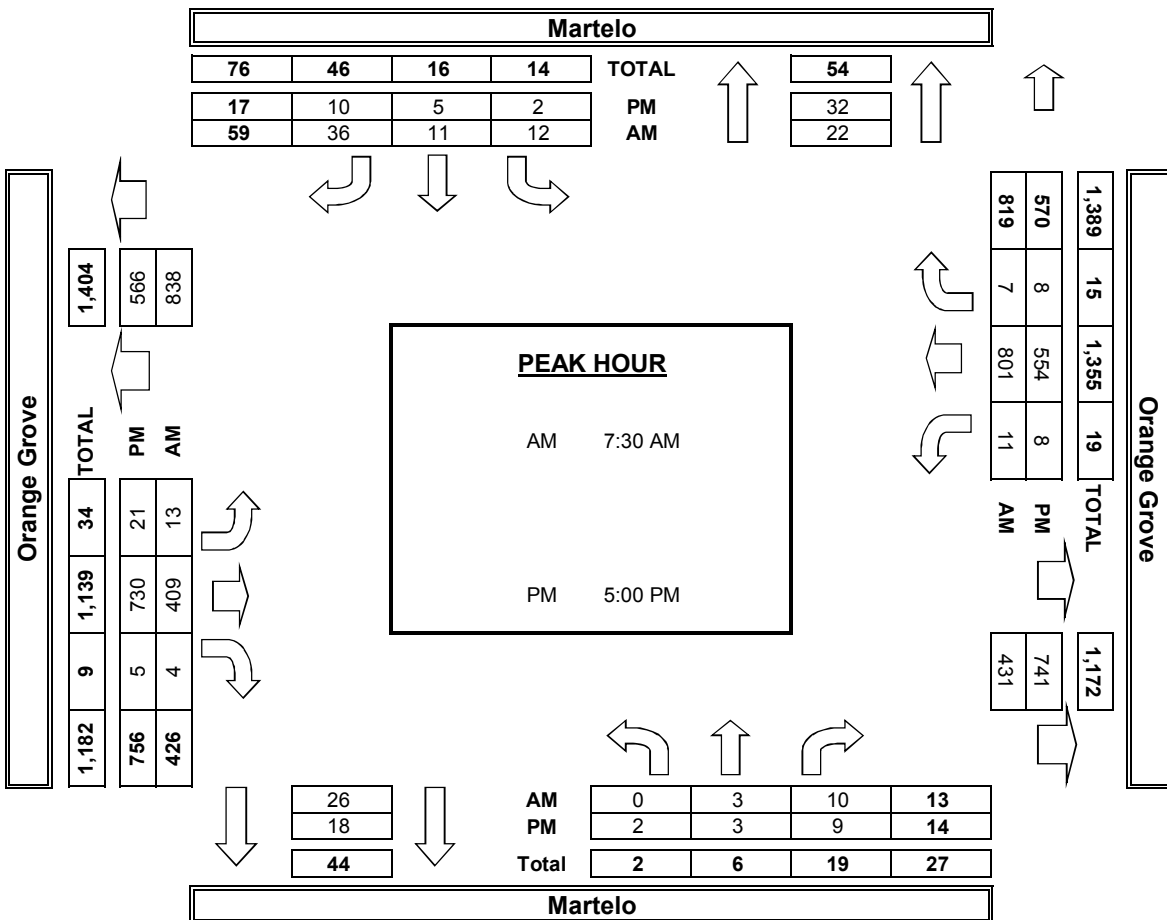 Martelo
76 46 16 14 TOTAL 54
17 10 5 2 PM 32
59 36 11 12 AM 22
Orange Grove
1,404 566 838
TOTAL PM AM
34 21 13
1,139 730 409
9 5 4
1,182 756 426
PEAK HOUR
AM 7:30 AM
PM 5:00 PM
819 570 1,389
7 8 15
801 554 1,355
11 8 19
AM PM TOTAL
431 741 1,172
Orange Grove
26 AM 0 3 10 13
18 PM 2 3 9 14
44 Total 2 6 19 27
Martelo